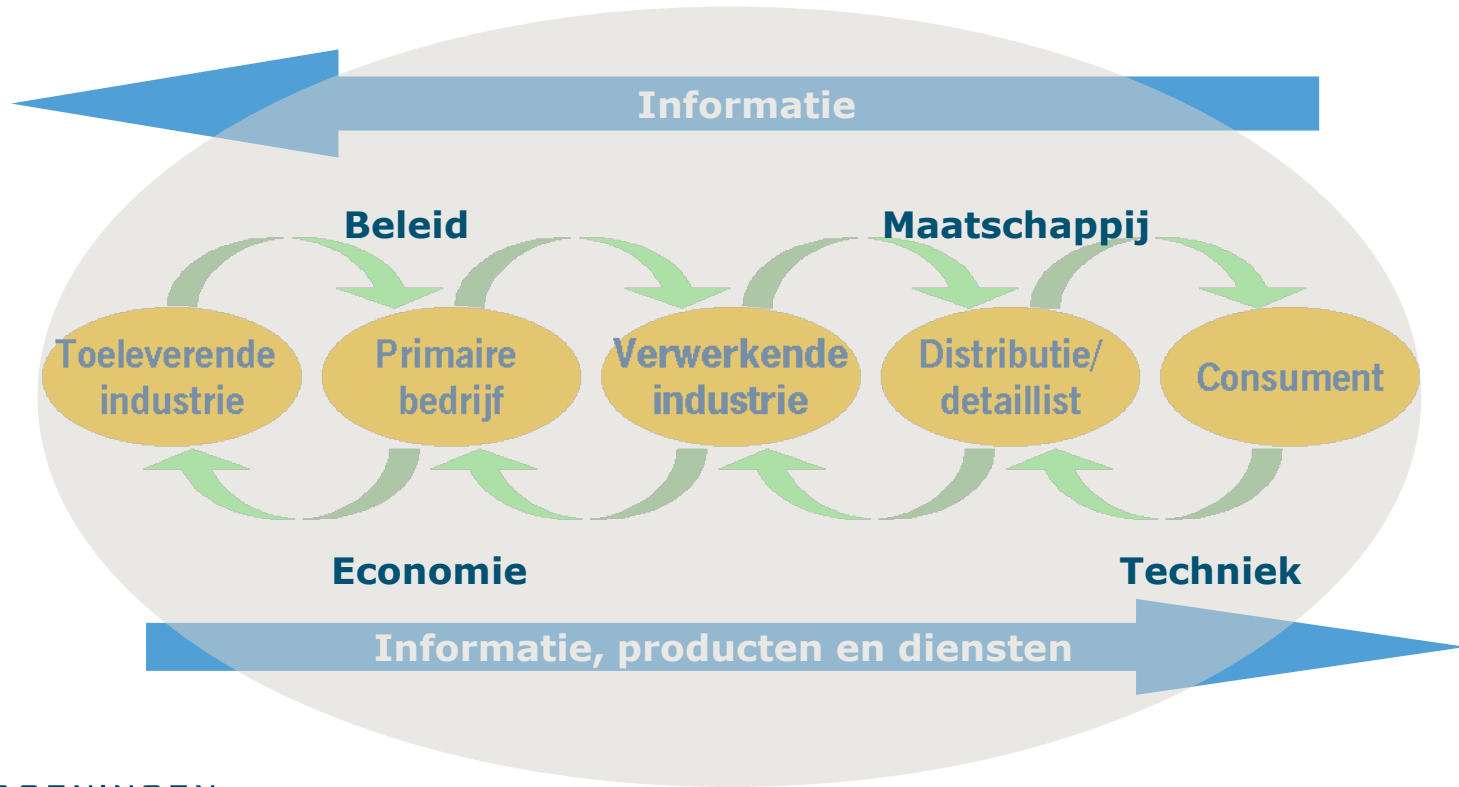 Informatie
Beleid
Maatschappij
Toeleverende
industrie
Primaire
bedrijf
Verwerkende
industrie
Distributie/
detaillist
Consument
Economie
Techniek
Informatie, producten en diensten